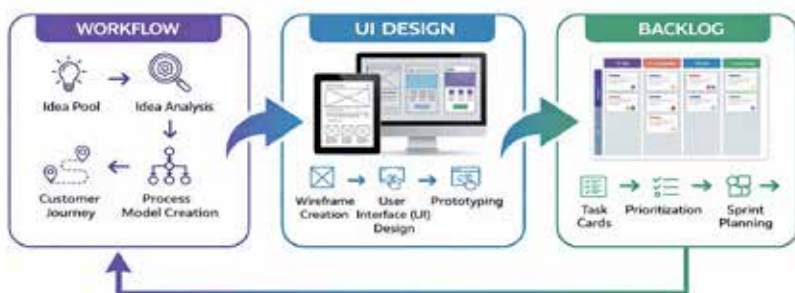 WORKFLOW
Idea Pool
Idea Analysis
Customer
Journey
Process
Model Creation
UI DESIGN
Wireframe
Creation
User
Interface (UI)
Design
Prototyping
BACKLOG
Task
Cards
Prioritization
Sprint
Planning